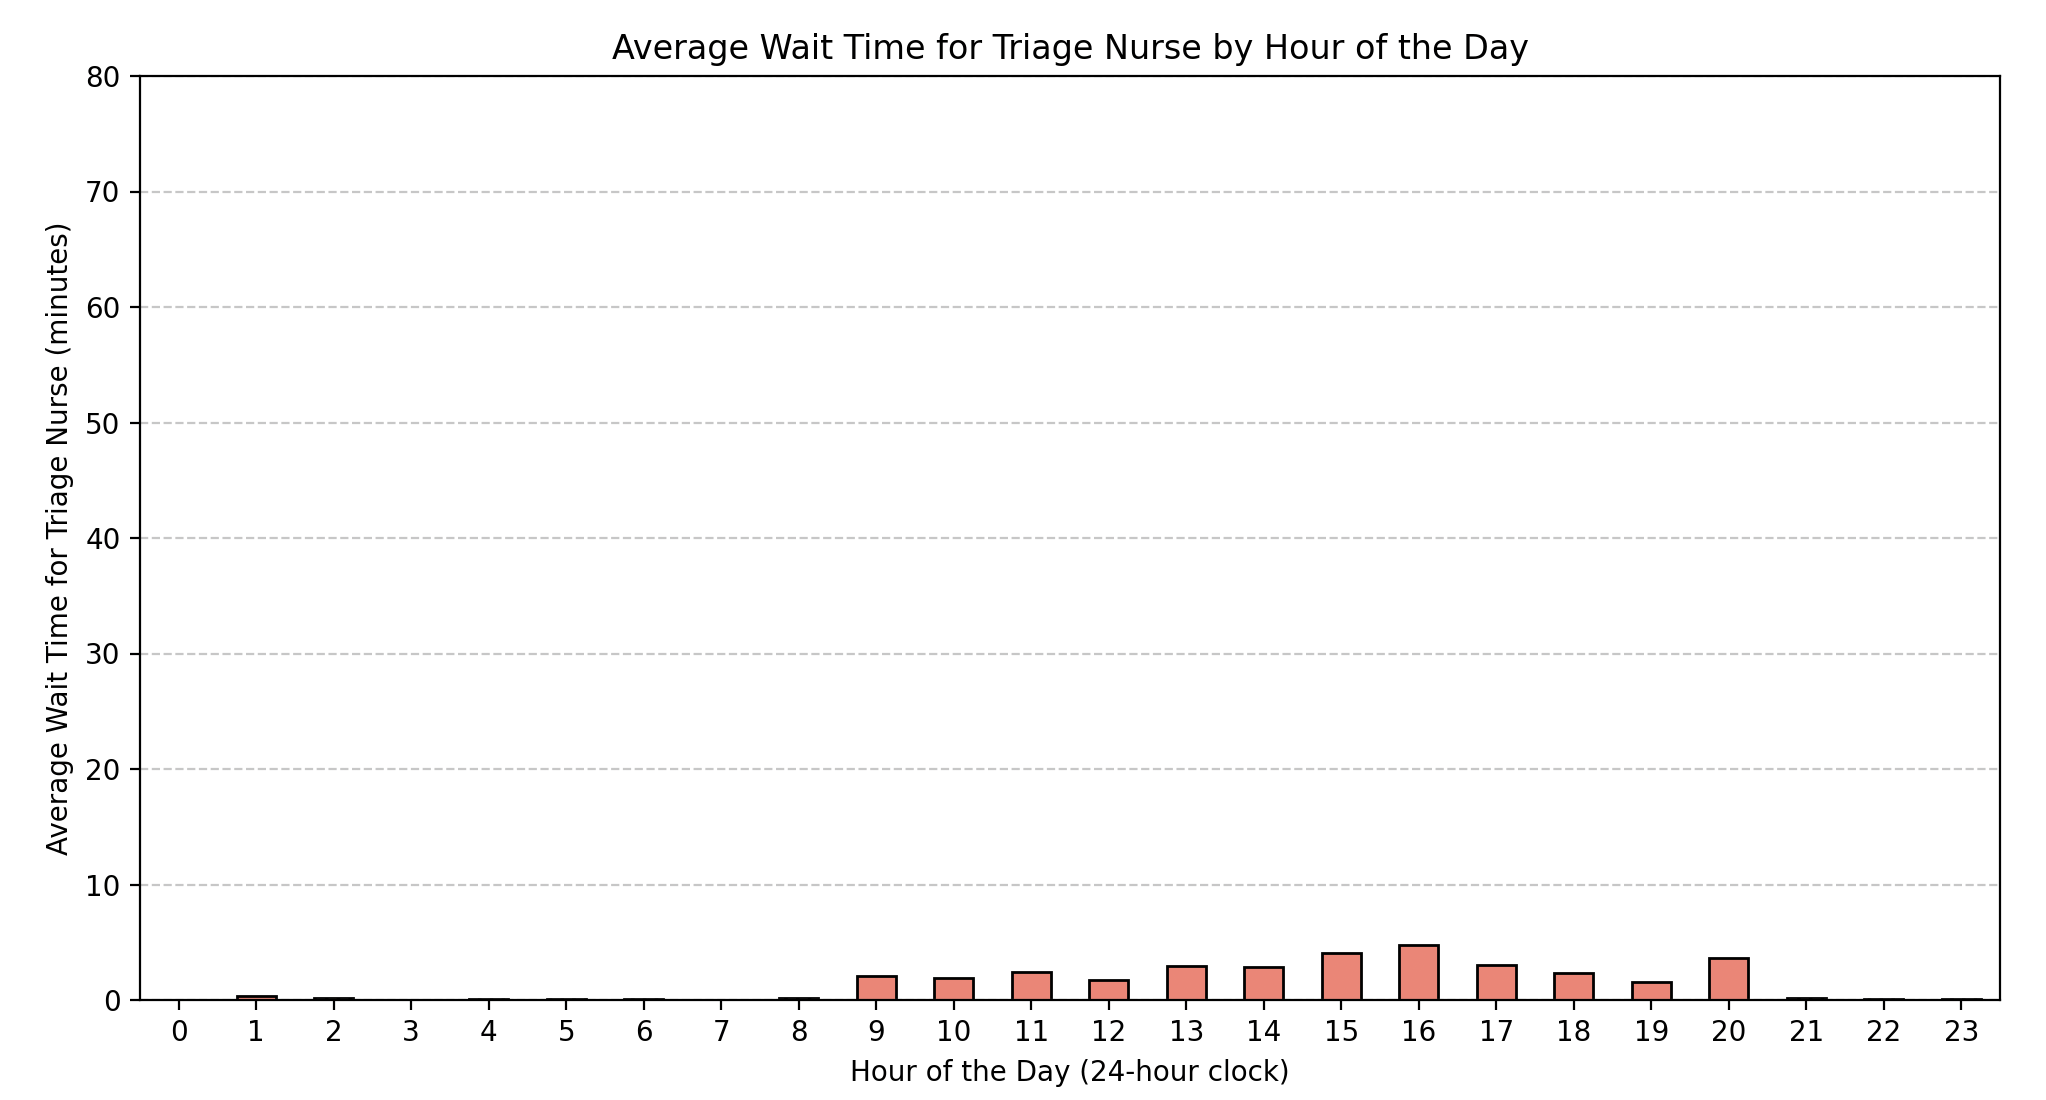 Average Wait Time for Triage Nurse by Hour of the Day
Average Wait Time for Triage Nurse (minutes)
80
70
60
50
40
30
20
10
0
0 1 2 3 4 5 6 7 8 9 10 11 12 13 14 15 16 17 18 19 20 21 22 23
Hour of the Day (24-hour clock)